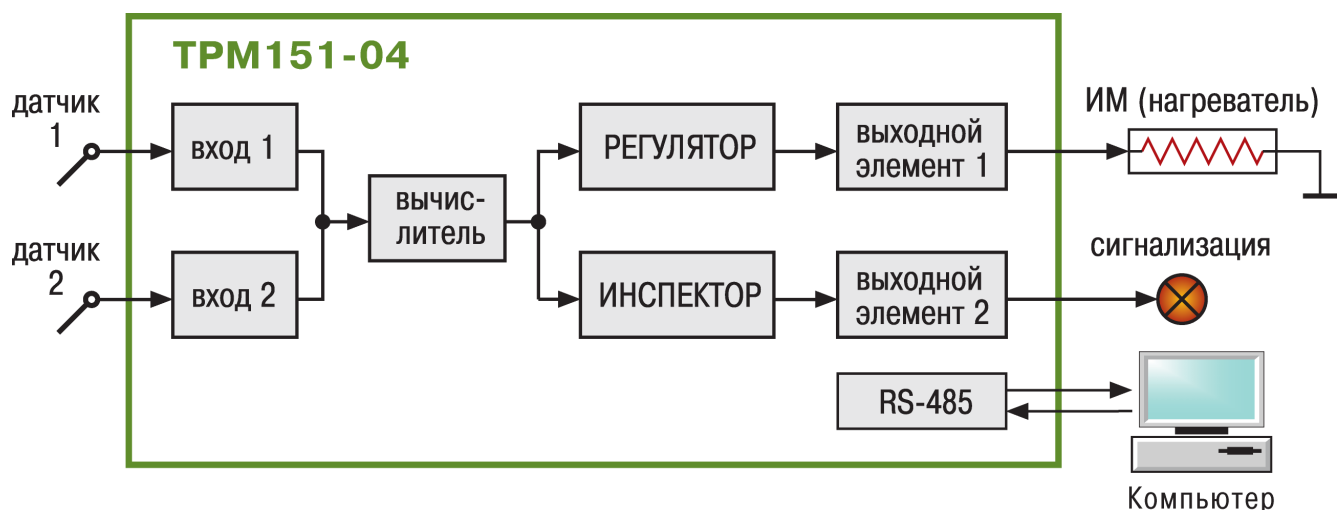 ТРМ151-04
датчик
1
вход 1
РЕГУЛЯТОР
выходной
элемент 1
ИМ (нагреватель)
вычис-
литель
датчик
2
вход 2
ИНСПЕКТОР
выходной
элемент 2
сигнализация
RS-485
Компьютер